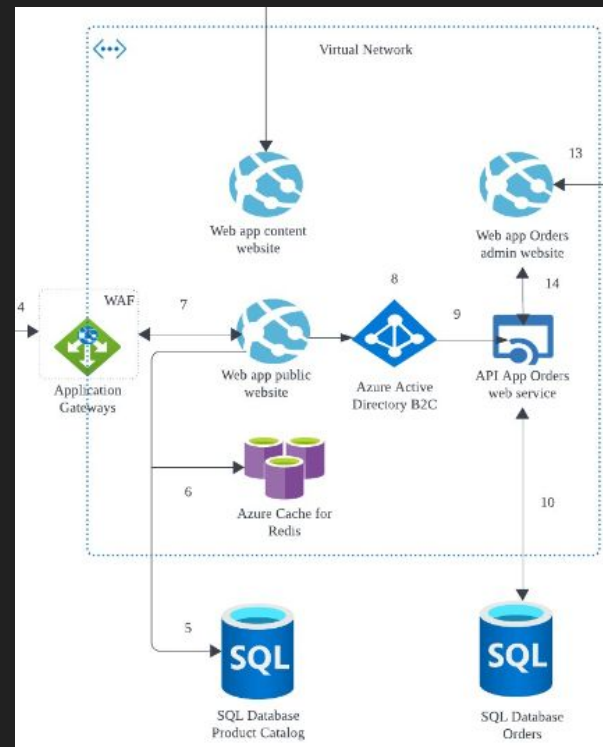 Virtual Network
13
Web app content
website
Web app Orders
admin website
4
WAF
7
8
9
14
Application
Gateways
Web app public
website
Azure Active
Directory B2C
API App Orders
web service
6
Azure Cache for
Redis
10
5
SQL
SQL
SQL Database
Product Catalog
SQL Database
Orders